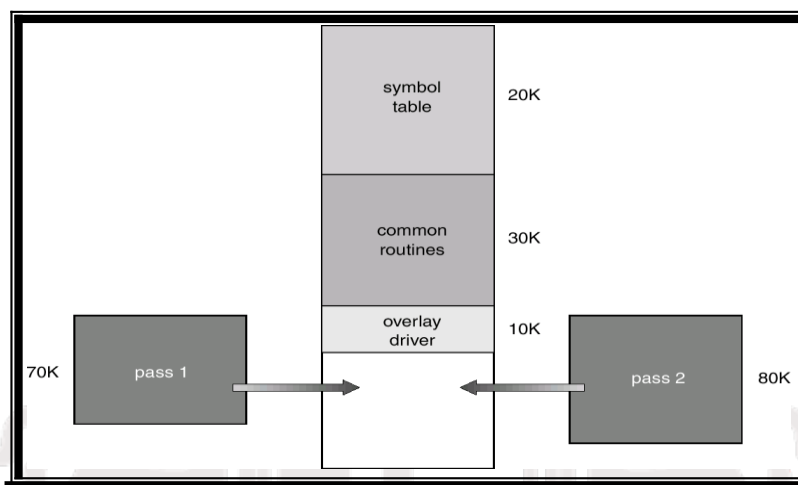 symbol
table
20K
common
routines
30K
overlay
driver
10K
70K
pass 1
pass 2
80K